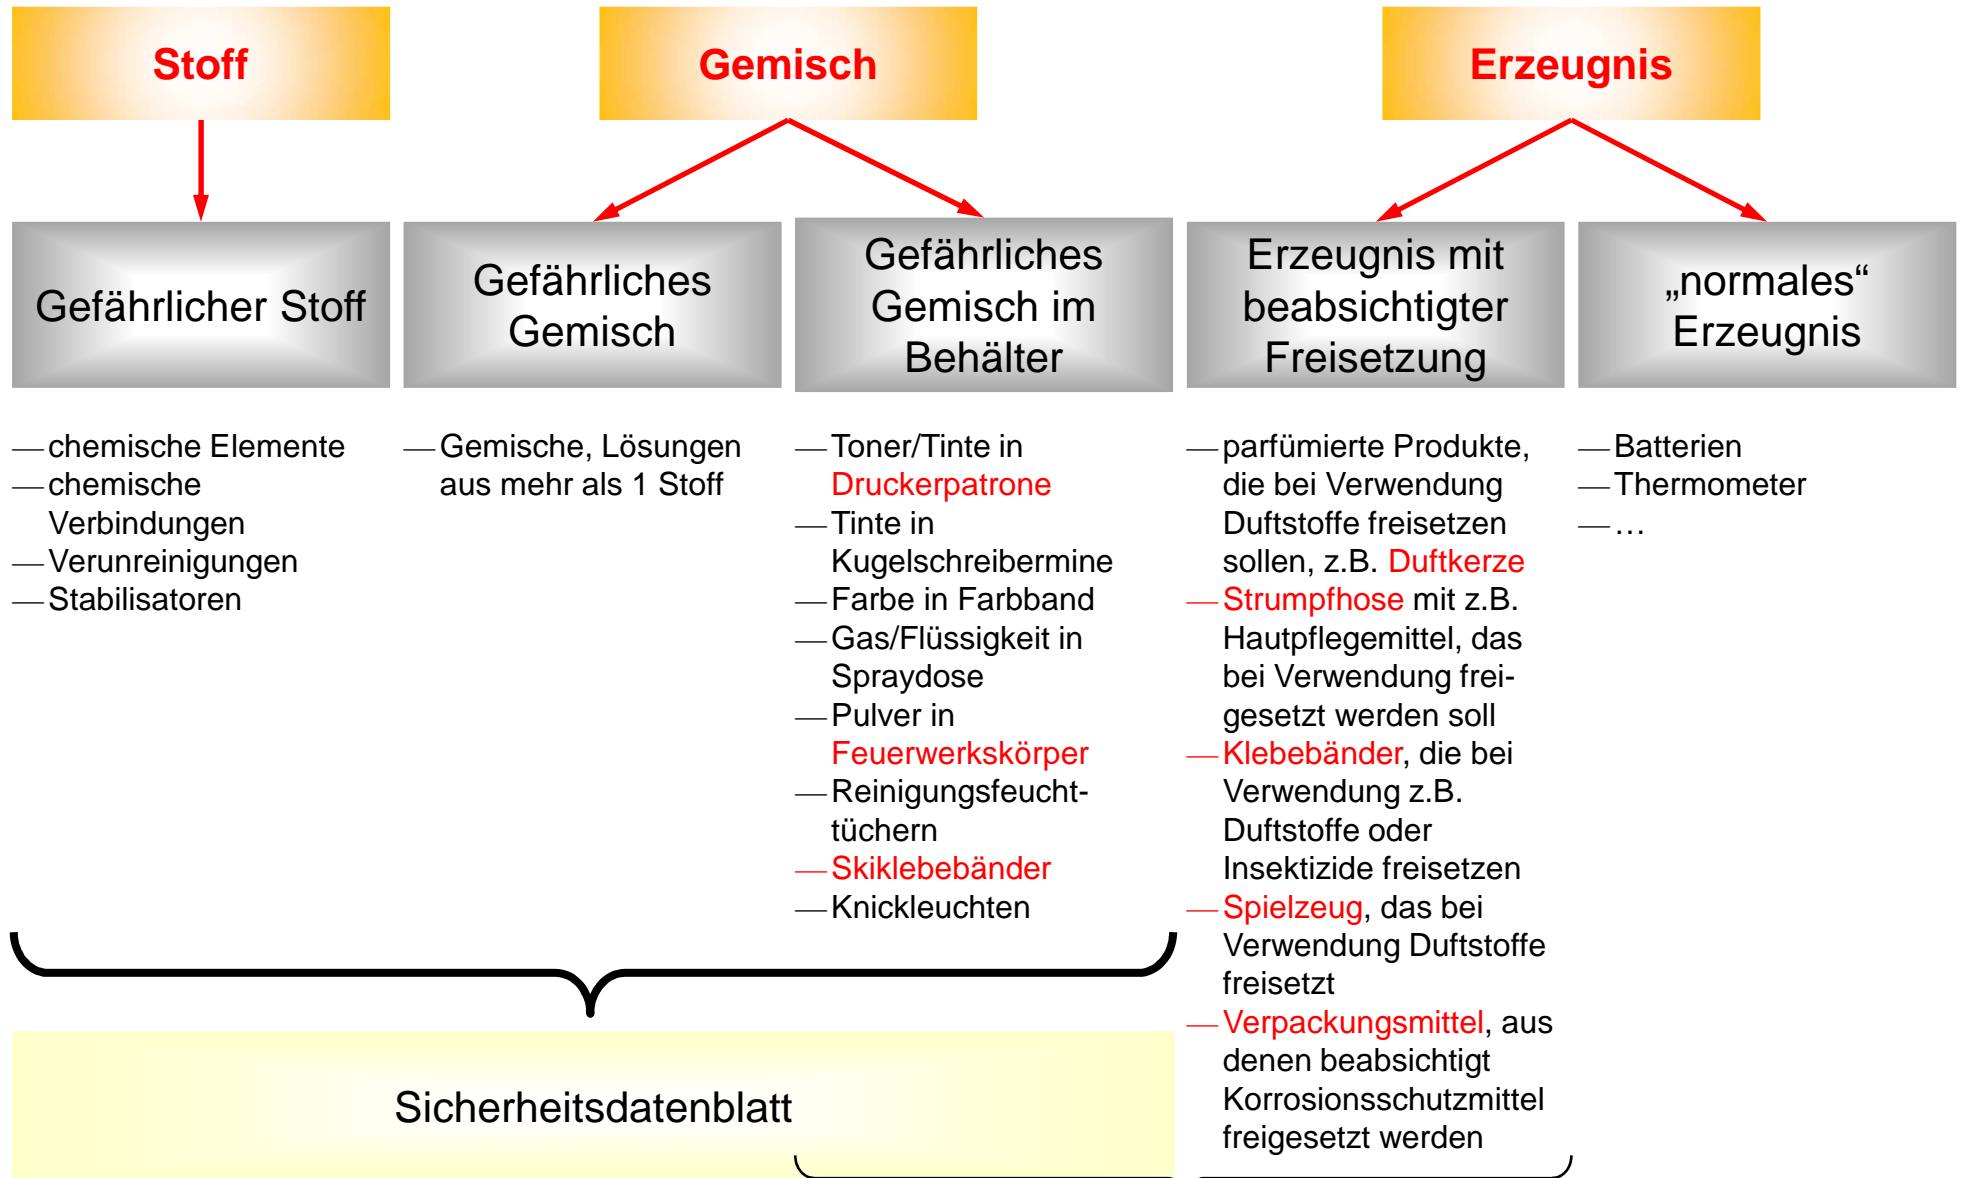 Stoff
Gemisch
Erzeugnis
Gefährlicher Stoff
Gefährliches
Gemisch
Gefährliches
Gemisch im
Behälter
Erzeugnis mit
beabsichtigter
Freisetzung
„normales“
Erzeugnis
— chemische Elemente
— chemische
Verbindungen
— Verunreinigungen
— Stabilisatoren
— Gemische, Lösungen
aus mehr als 1 Stoff
— Toner/Tinte in
Druckerpatrone
— Tinte in
Kugelschreibermine
— Farbe in Farbband
— Gas/Flüssigkeit in
Spraydose
— Pulver in
Feuerwerkskörper
— Reinigungsfeucht-
tüchern
— Skiklebebänder
— Knickleuchten
— parfümierte Produkte,
die bei Verwendung
Duftstoffe freisetzen
sollen, z.B. Duftkerze
— Strumpfhose mit z.B.
Hautpflegemittel, das
bei Verwendung frei-
gesetzt werden soll
— Klebebänder, die bei
Verwendung z.B.
Duftstoffe oder
Insektizide freisetzen
— Spielzeug, das bei
Verwendung Duftstoffe
freisetzt
— Verpackungsmittel, aus
denen beabsichtigt
Korrosionsschutzmittel
freigesetzt werden
— Batterien
— Thermometer
— …
Sicherheitsdatenblatt